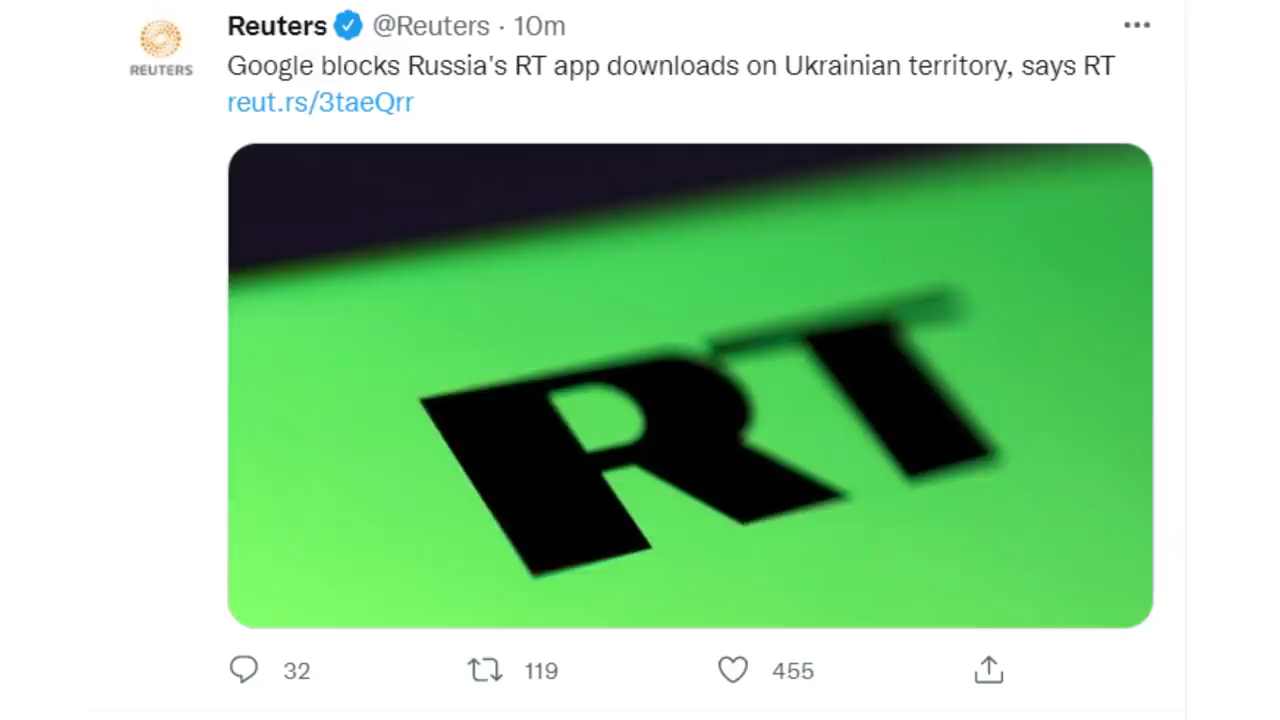 Reuters @Reuters · 10m
REUTERS
Google blocks Russia's RT app downloads on Ukrainian territory, says RT
reut.rs/3taeQrr
RT
32 119 455